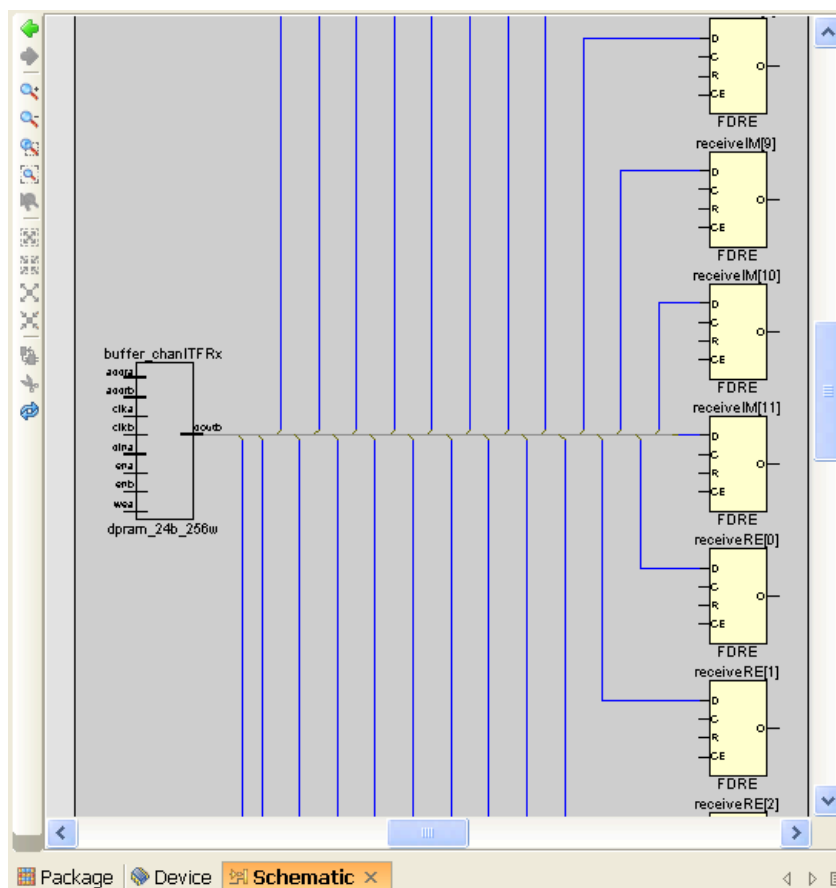 D
C
R
CE
O
FDRE
receiveIM[9]
D
C
R
CE
O
FDRE
receiveIM[10]
D
C
R
CE
O
FDRE
buffer_chanITFRx
addra
addrb
clka
clkb
dina
ena
enb
wea
doutb
dpram_24b_256w
receiveIM[11]
D
C
R
CE
O
FDRE
receiveRE[0]
D
C
R
CE
O
FDRE
receiveRE[1]
D
C
R
CE
O
FDRE
receiveRE[2]
Package
Device
Schematic